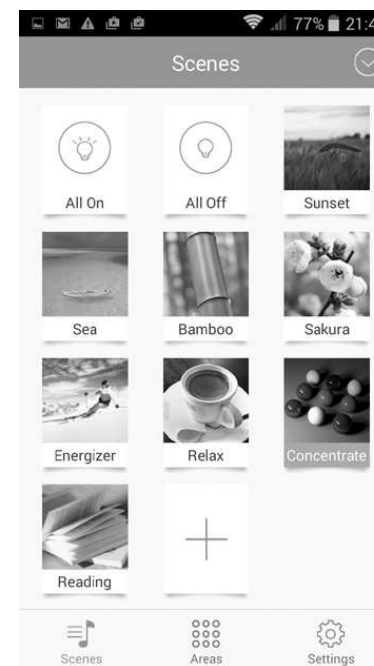 77% 21:4
Scenes
All On All Off Sunset
Sea Bamboo Sakura
Energizer Relax Concentrate
Reading
Scenes Areas Settings